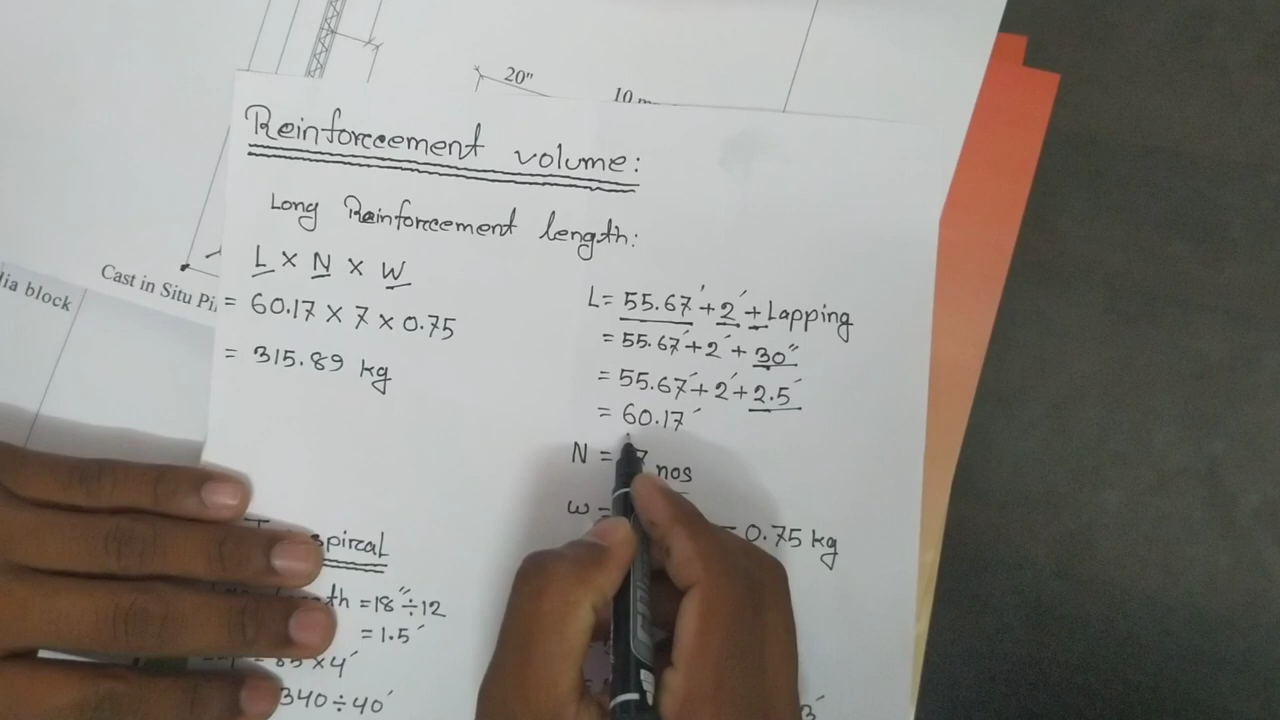 20"
10 m
Cast in Situ Pi
dia block
Reinforcement volume:
Long Reinforcement length:
L × N × W
= 60.17 × 7 × 0.75
= 315.89 kg
L= 55.67′+2′+Lapping
= 55.67′+2′+30″
= 55.67′+2′+2.5′
= 60.17′
N = 7 nos
W =
= 0.75 kg
spiral
= 18″÷12
= 1.5′
×4′
340÷40′